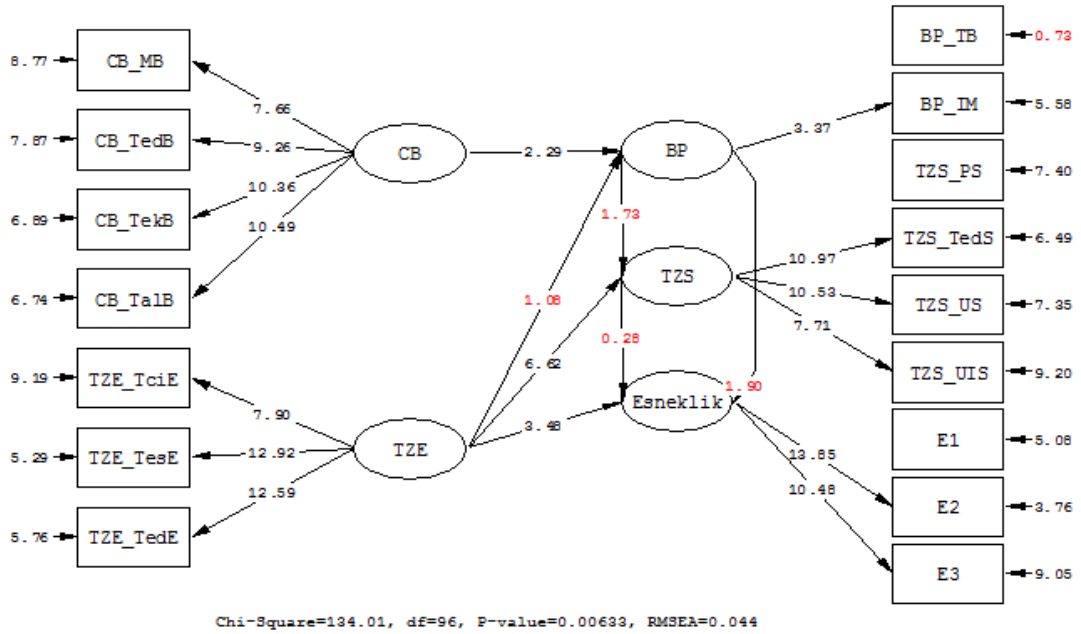 8.77 CB_MB
7.87 CB_TedB
6.89 CB_TekB
6.74 CB_TalB
9.19 TZE_TciE
5.29 TZE_TesE
5.76 TZE_TedE
7.66
9.26
10.36
10.49
7.90
12.92
12.59
CB
TZE
2.29
1.08
6.62
3.48
BP
1.73
TZS
0.28
Esneklik
1.90
3.37
10.97
10.53
7.71
13.85
10.48
BP_TB 0.73
BP_IM 5.58
TZS_PS 7.40
TZS_TedS 6.49
TZS_US 7.35
TZS_UIS 9.20
E1 5.08
E2 3.76
E3 9.05
Chi-Square=134.01, df=96, P-value=0.00633, RMSEA=0.044